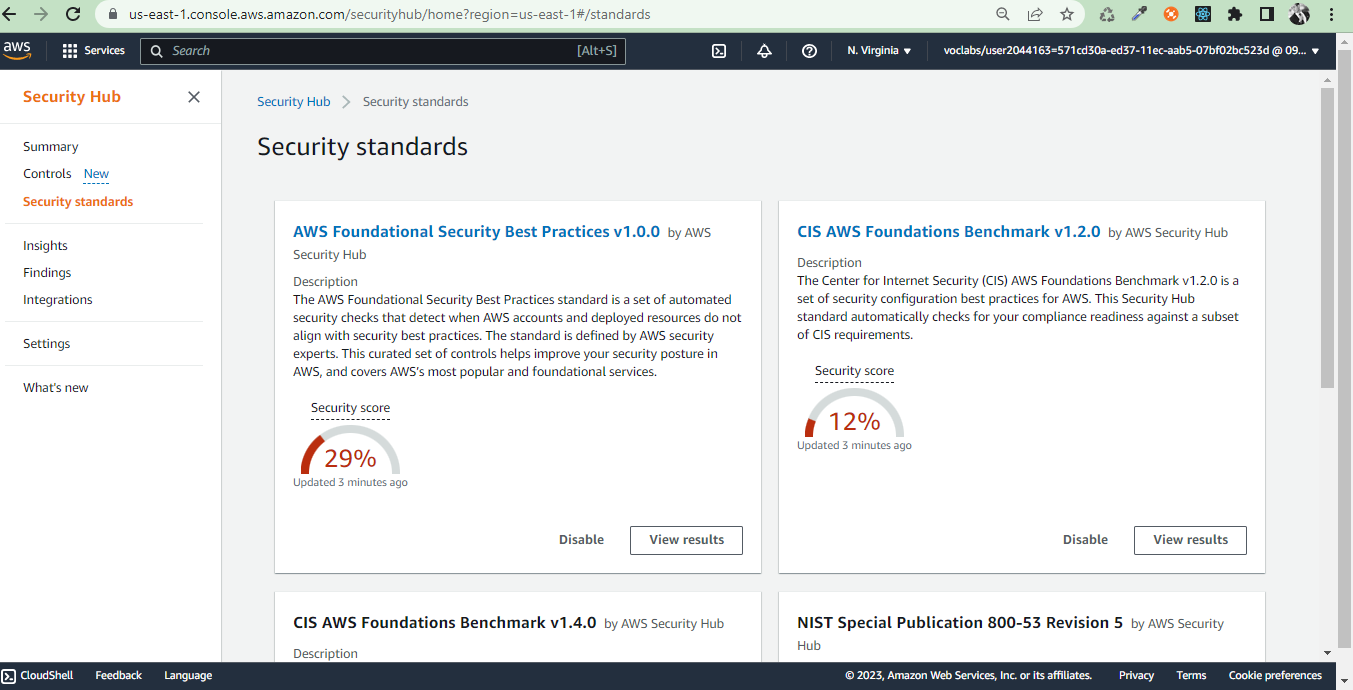 us-east-1.console.aws.amazon.com/securityhub/home?region=us-east-1#/standards
aws
Services
Search
[Alt+S]
N. Virginia
voclabs/user2044163=571cd30a-ed37-11ec-aab5-07bf02bc523d @ 09...
Security Hub
Summary
Controls New
Security standards
Insights
Findings
Integrations
Settings
What's new
Security Hub
Security standards
Security standards
AWS Foundational Security Best Practices v1.0.0 by AWS
Security Hub
Description
The AWS Foundational Security Best Practices standard is a set of automated
security checks that detect when AWS accounts and deployed resources do not
align with security best practices. The standard is defined by AWS security
experts. This curated set of controls helps improve your security posture in
AWS, and covers AWS's most popular and foundational services.
Security score
29%
Updated 3 minutes ago
Disable
View results
CIS AWS Foundations Benchmark v1.2.0 by AWS Security Hub
Description
The Center for Internet Security (CIS) AWS Foundations Benchmark v1.2.0 is a
set of security configuration best practices for AWS. This Security Hub
standard automatically checks for your compliance readiness against a subset
of CIS requirements.
Security score
12%
Updated 3 minutes ago
Disable
View results
CIS AWS Foundations Benchmark v1.4.0 by AWS Security Hub
Description
NIST Special Publication 800-53 Revision 5 by AWS Security
Hub
CloudShell
Feedback
Language
© 2023, Amazon Web Services, Inc. or its affiliates.
Privacy
Terms
Cookie preferences